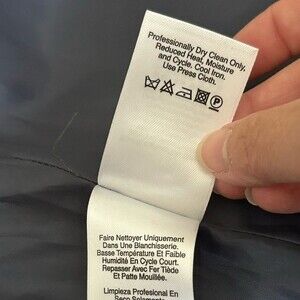 Professionally Dry Clean Only,
Reduced Heat, Moisture
and Cycle. Cool Iron.
Use Press Cloth.
P
Faire Nettoyer Uniquement
Dans Une Blanchisserie.
Basse Température Et Faible
Humidité En Cycle Court.
Repasser Avec Fer Tiède
Et Patte Mouillée.
Limpieza Profesional En
Seco Solamente